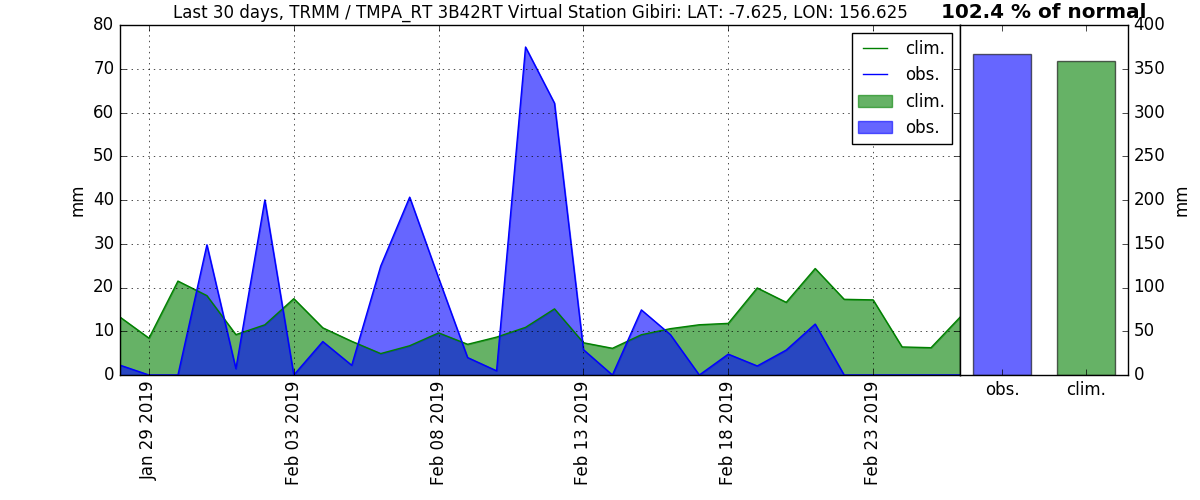 Last 30 days, TRMM / TMPA_RT 3B42RT Virtual Station Gibiri: LAT: -7.625, LON: 156.625
102.4 % of normal
80
70
60
50
40
30
20
10
0
mm
clim.
obs.
clim.
obs.
Jan 29 2019
Feb 03 2019
Feb 08 2019
Feb 13 2019
Feb 18 2019
Feb 23 2019
400
350
300
250
200
150
100
50
0
mm
obs.
clim.